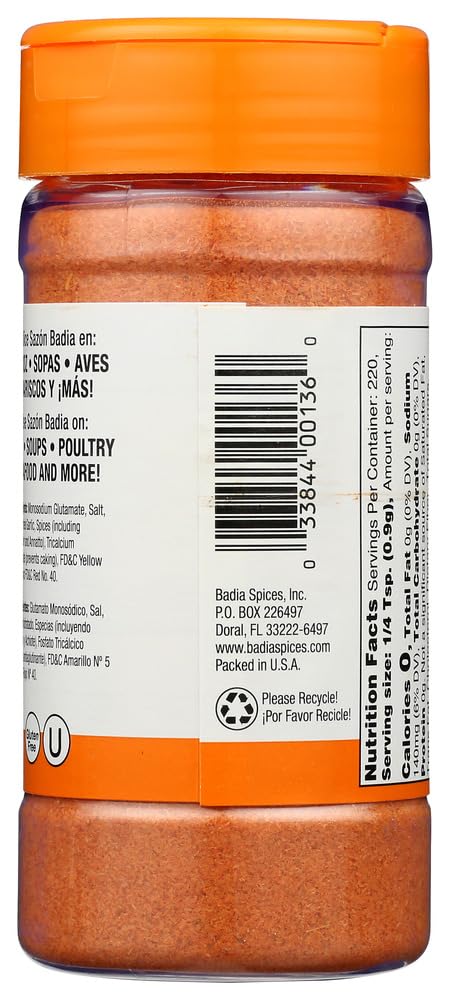 Sazón Badia en:
• SOPAS • AVES
Y ¡MÁS!
Sazón Badia on:
• SOUPS • POULTRY
AND MORE!
Monosodium Glutamate, Salt,
Garlic, Spices (including
Annatto), Tricalcium
(prevents caking), FD&C Yellow
Red No. 40.
Glutamato Monosódico, Sal,
Especias (incluyendo
Fosfato Tricálcico
FD&C Amarillo N° 5
N° 40.
Gluten
Free
U
0
33844 00136
0
Badia Spices, Inc.
P.O. BOX 226497
Doral, FL 33222-6497
www.badiaspices.com
Packed in U.S.A.
Please Recycle!
¡Por Favor Recicle!
Nutrition Facts Servings Per Container: 220,
Serving size: 1/4 Tsp. (0.9g), Amount per serving:
Calories 0, Total Fat 0g (0% DV), Sodium
140mg (6% DV), Total Carbohydrate 0g (0% DV),
Protein 0g. Not a significant source of Saturated Fat,